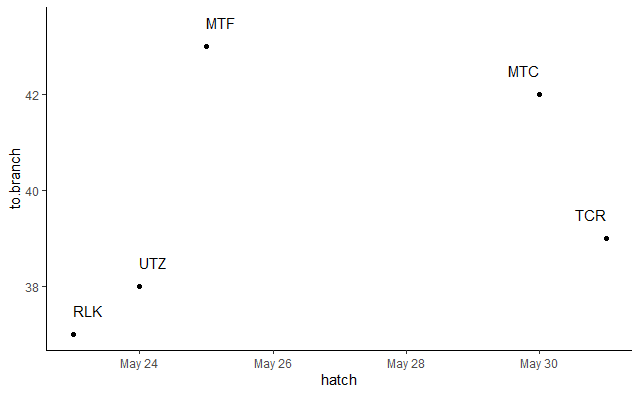 MTF
MTC
42
to.branch
40
TCR
UTZ
38
RLK
May 24
May 26
May 28
May 30
hatch